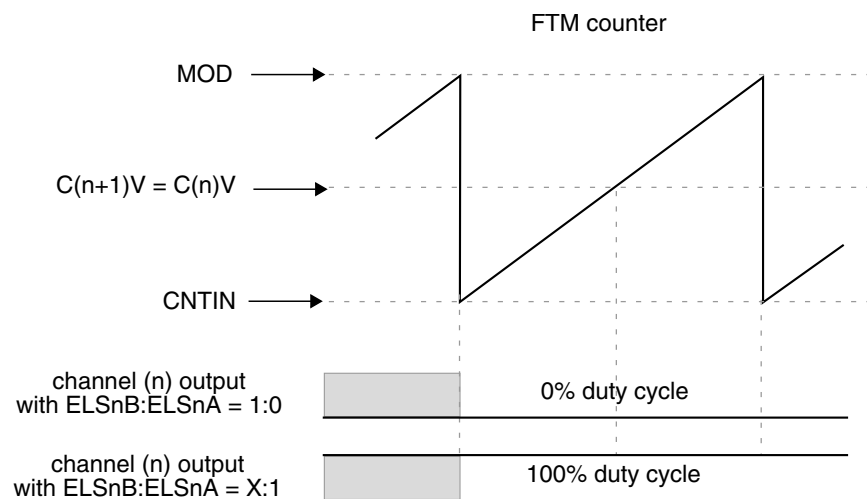 FTM counter
MOD
C(n+1)V = C(n)V
CNTIN
channel (n) output
with ELSnB:ELSnA = 1:0
0% duty cycle
channel (n) output
with ELSnB:ELSnA = X:1
100% duty cycle